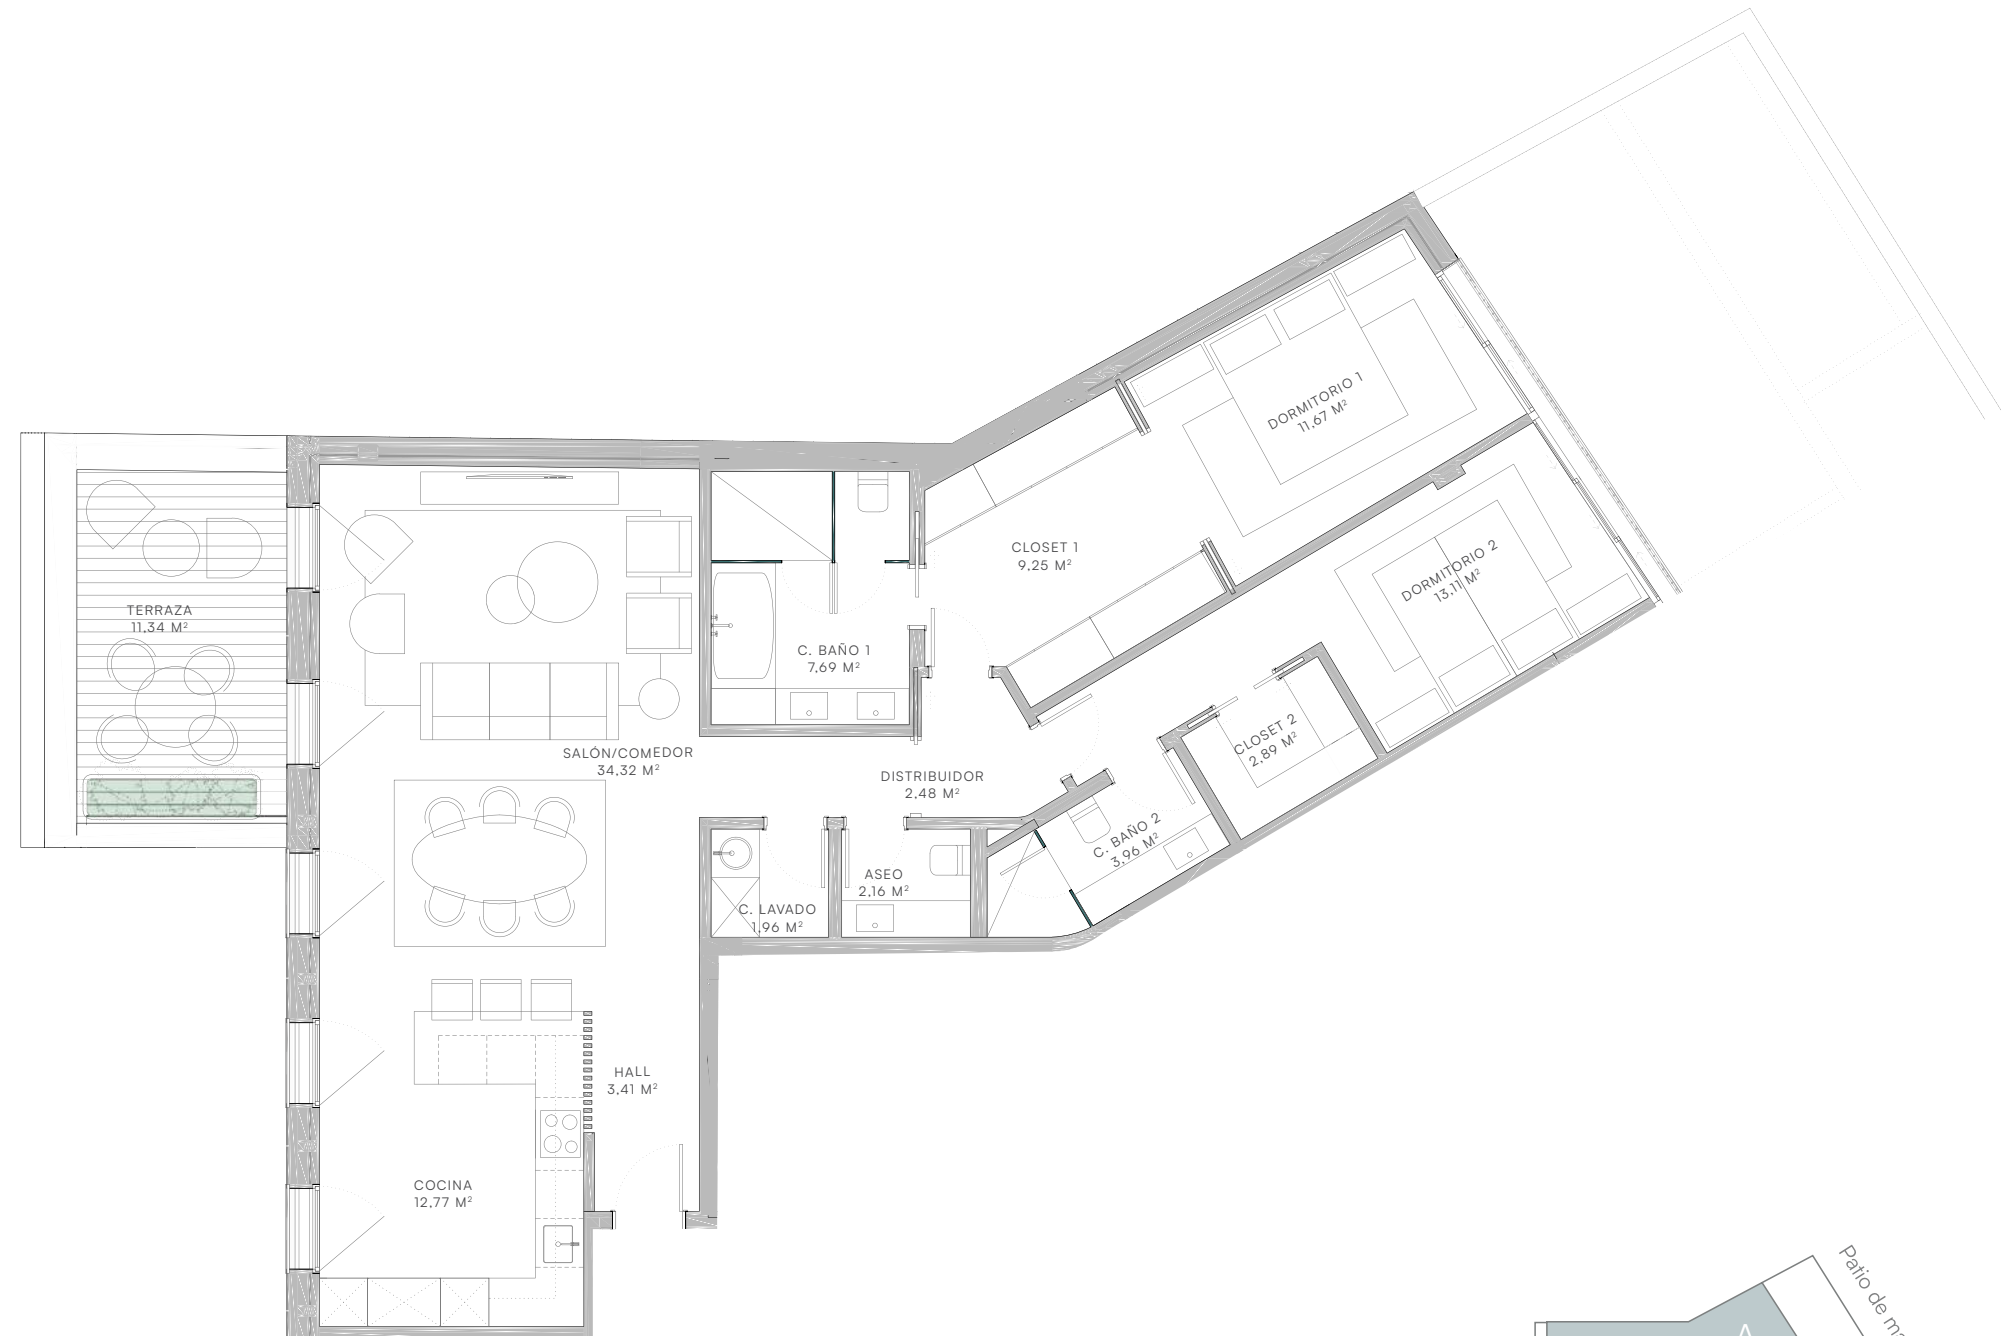 DORMITORIO 1
11,67 M²
CLOSET 1
9,25 M²
DORMITORIO 2
13,11 M²
TERRAZA
11,34 M²
C. BAÑO 1
7,69 M²
SALÓN/COMEDOR
34,32 M²
CLOSET 2
2,89 M²
DISTRIBUIDOR
2,48 M²
C. BAÑO 2
3,96 M²
ASEO
2,16 M²
C. LAVADO
1,96 M²
HALL
3,41 M²
COCINA
12,77 M²
Patio de
A